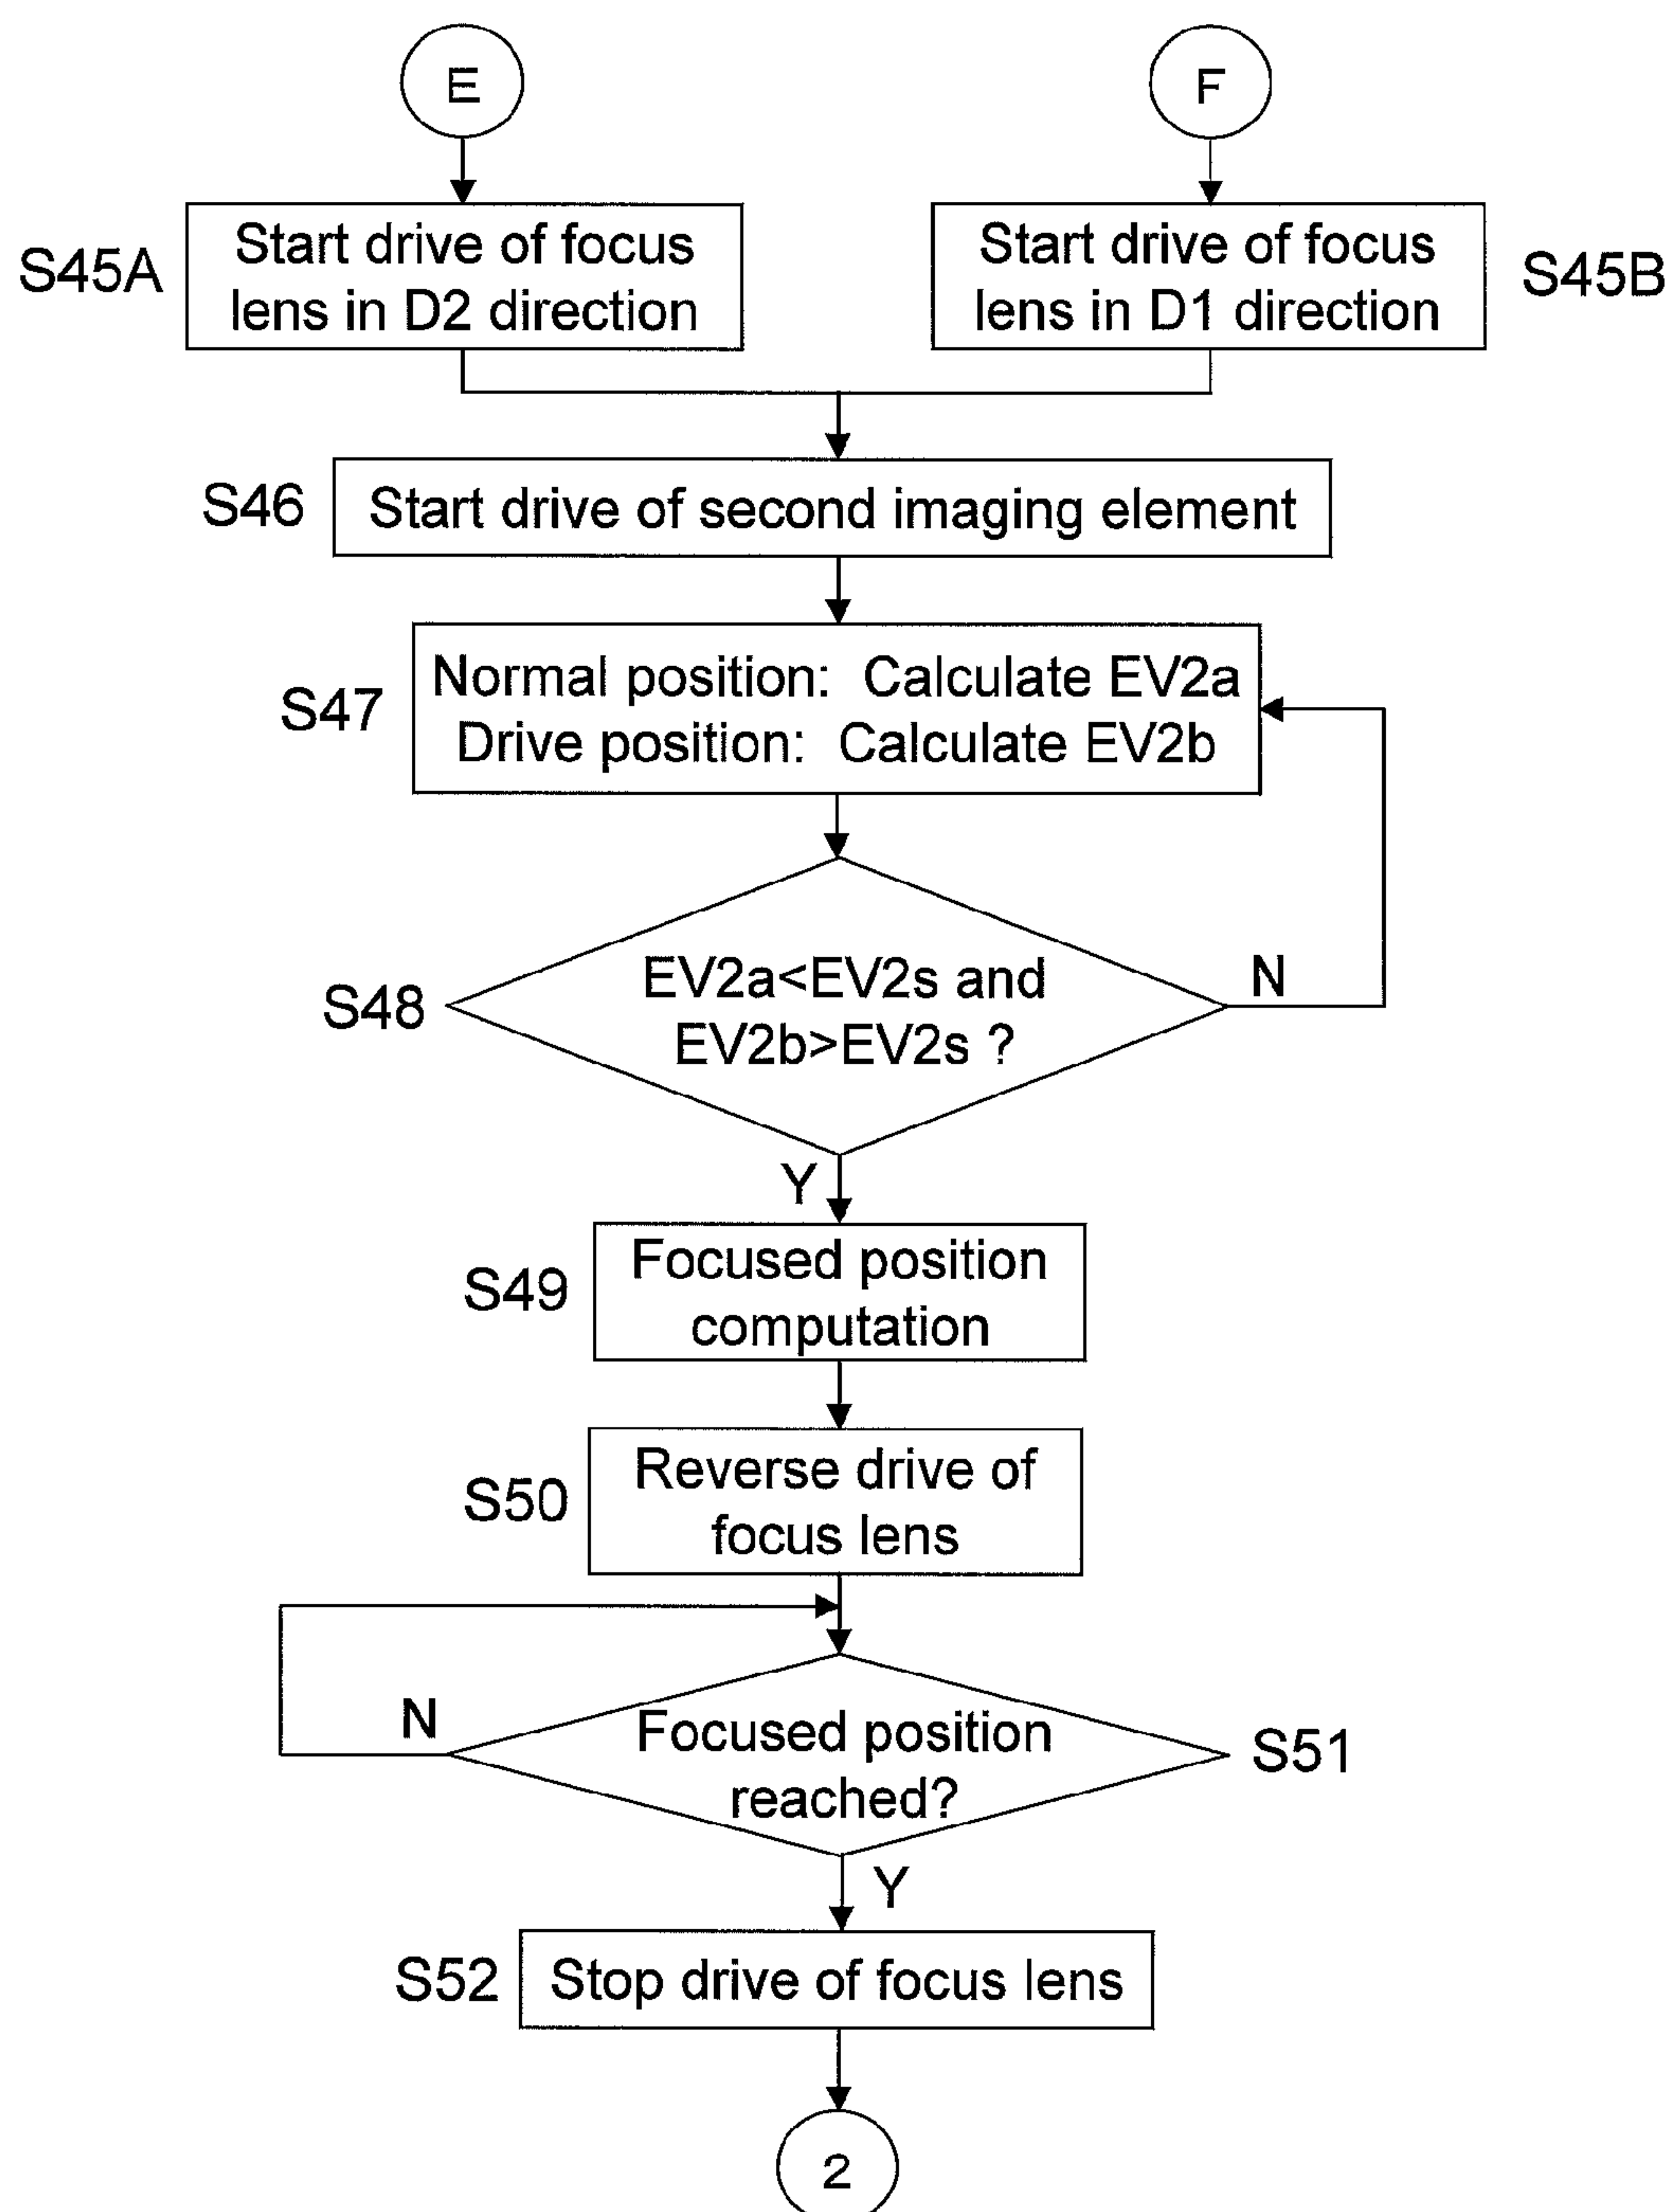 E
F
S45A
Start drive of focus
lens in D2 direction
Start drive of focus
lens in D1 direction
S45B
S46
Start drive of second imaging element
S47
Normal position: Calculate EV2a
Drive position: Calculate EV2b
S48
EV2a<EV2s and
EV2b>EV2s ?
N
Y
S49
Focused position
computation
S50
Reverse drive of
focus lens
N
Focused position
reached?
S51
Y
S52
Stop drive of focus lens
2